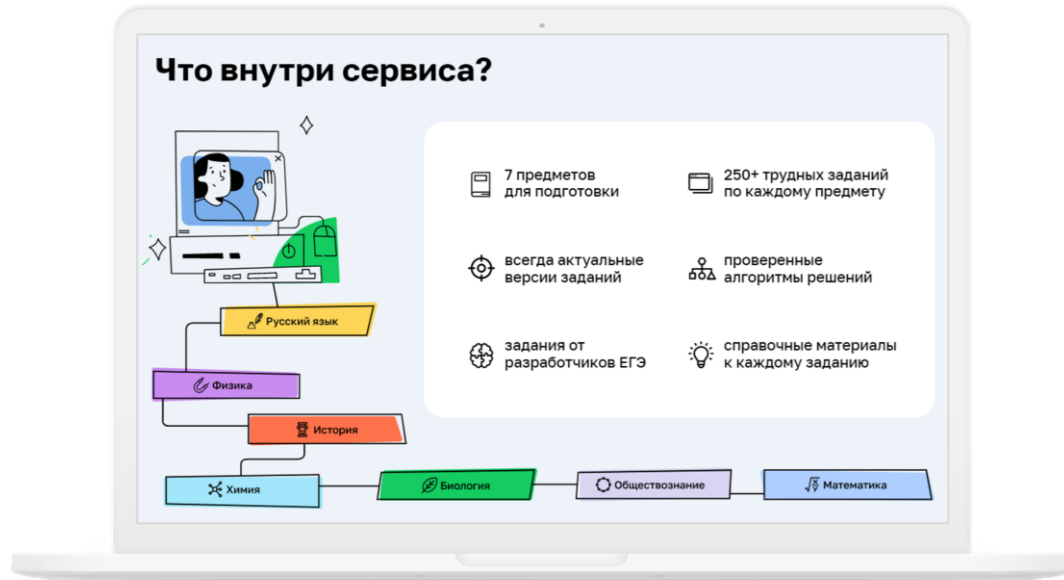 Что внутри сервиса?
7 предметов
для подготовки
250+ трудных заданий
по каждому предмету
всегда актуальные
версии заданий
проверенные
алгоритмы решений
задания от
разработчиков ЕГЭ
справочные материалы
к каждому заданию
Русский язык
Физика
История
Химия
Биология
Обществознание
Математика